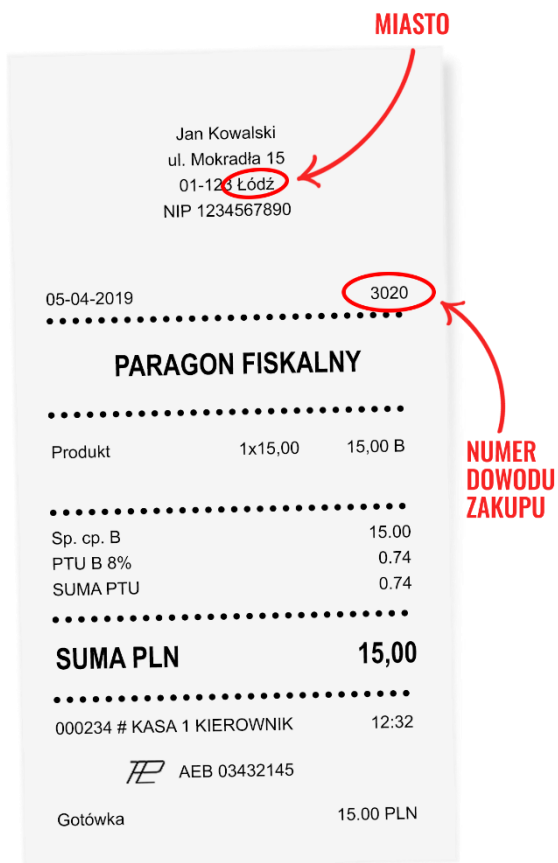 MIASTO
Jan Kowalski
ul. Mokradła 15
01-123 Łódź
NIP 1234567890
05-04-2019 3020
PARAGON FISKALNY
Produkt 1x15,00 15,00 B
NUMER
DOWODU
ZAKUPU
Sp. cp. B 15.00
PTU B 8% 0.74
SUMA PTU 0.74
SUMA PLN 15,00
000234 # KASA 1 KIEROWNIK 12:32
AEB 03432145
Gotówka 15.00 PLN